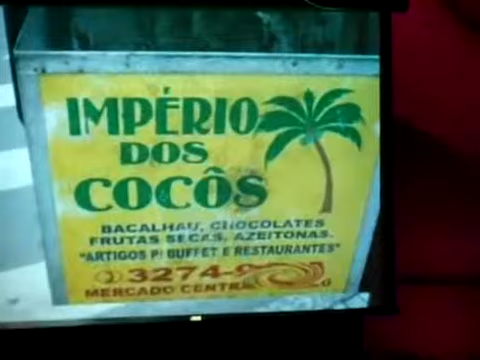 IMPÉRIO
DOS
COCÔS
BACALHAU, CHOCOLATES
FRUTAS SECAS, AZEITONAS.
"ARTIGOS P/ BUFFET E RESTAURANTES"
3274-
MERCADO